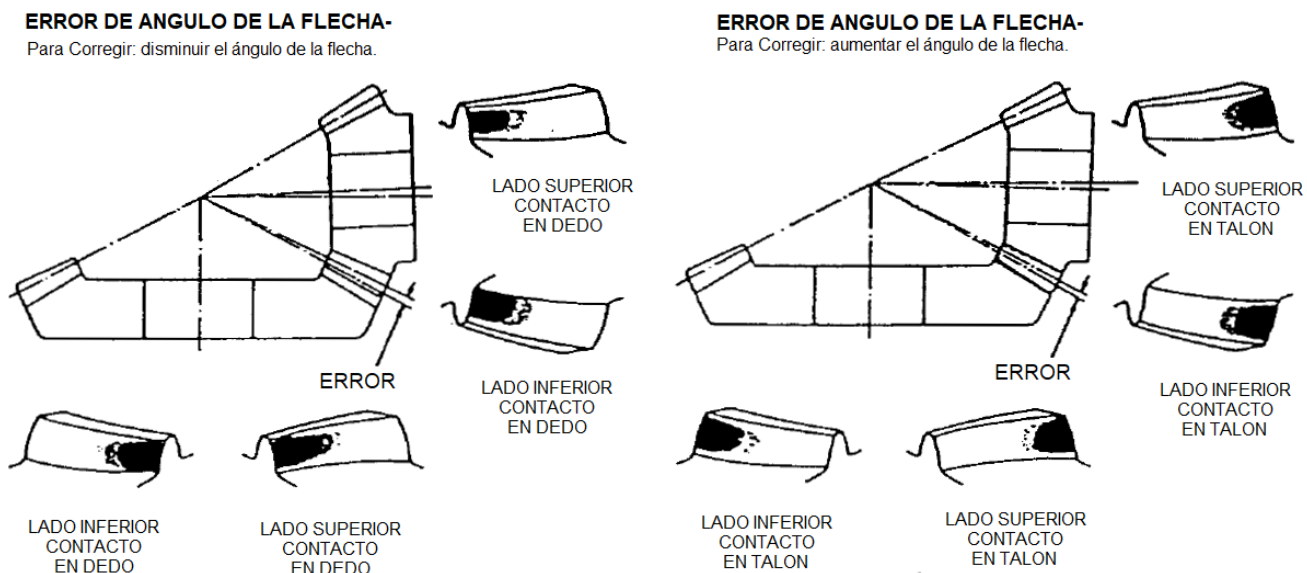 ERROR DE ANGULO DE LA FLECHA-
Para Corregir: disminuir el ángulo de la flecha.
LADO SUPERIOR
CONTACTO
EN DEDO
LADO INFERIOR
CONTACTO
EN DEDO
ERROR
LADO INFERIOR
CONTACTO
EN DEDO
LADO SUPERIOR
CONTACTO
EN DEDO
ERROR DE ANGULO DE LA FLECHA-
Para Corregir: aumentar el ángulo de la flecha.
LADO SUPERIOR
CONTACTO
EN TALON
LADO INFERIOR
CONTACTO
EN TALON
ERROR
LADO INFERIOR
CONTACTO
EN TALON
LADO SUPERIOR
CONTACTO
EN TALON